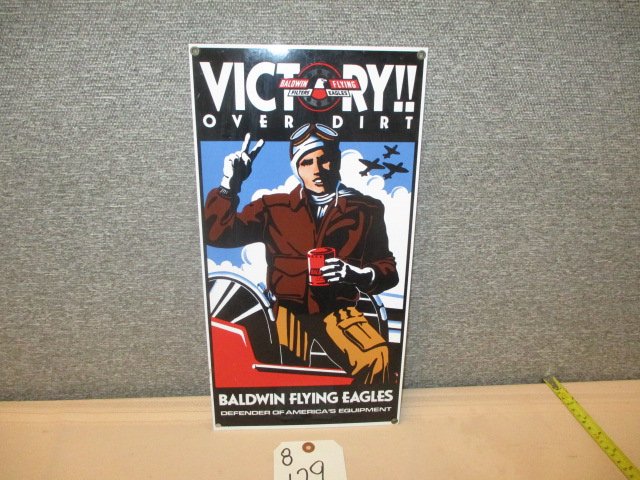 VICTORY!!
BALDWIN FLYING
FILTERS EAGLES
OVER DIRT
BALDWIN FLYING EAGLES
DEFENDER OF AMERICA'S EQUIPMENT
8
129